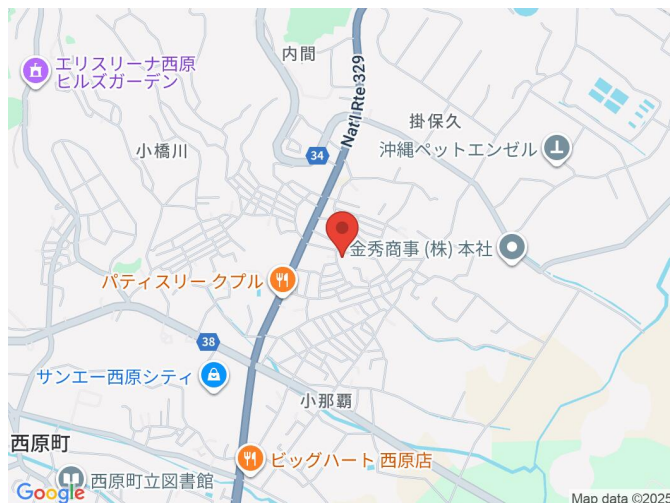 内間
エリスリーナ西原
ヒルズガーデン
Nat'l Rte 329
掛保久
34
小橋川
沖縄ペットエンゼル
金秀商事 (株) 本社
パティスリー クプル
38
サンエー西原シティ
小那覇
西原町
ビッグハート 西原店
西原町立図書館
Google
Map data ©2025